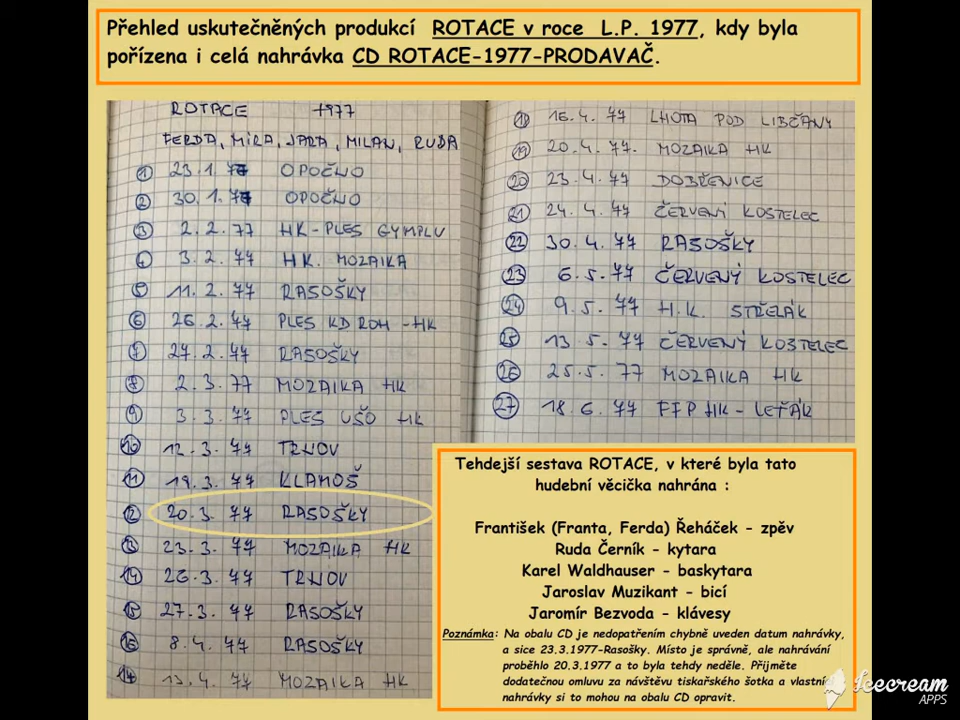 Přehled uskutečněných produkcí ROTACE v roce L.P. 1977, kdy byla
pořízena i celá nahrávka CD ROTACE-1977-PRODAVAČ.
ROTACE 1977
FERDA, MÍRA, JARA, MILAN, RUDA
1 23.1.77 OPOČNO
2 30.1.77 OPOČNO
3 2.2.77 HK-PLES GYMPLU
4 3.2.77 HK. MOZAIKA
5 11.2.77 RASOŠKY
6 26.2.77 PLES KD ROH-HK
7 27.2.77 RASOŠKY
8 2.3.77 MOZAIKA HK
9 3.3.77 PLES UŠO HK
10 12.3.77 TRNOV
11 19.3.77 KLAMOŠ
12 20.3.77 RASOŠKY
13 23.3.77 MOZAIKA HK
14 26.3.77 TRNOV
15 27.3.77 RASOŠKY
16 8.4.77 RASOŠKY
17 13.4.77 MOZAIKA HK
18 16.4.77 LHOTA POD LIBČANY
19 20.4.77. MOZAIKA HK
20 23.4.77 DOBŘENICE
21 24.4.77 ČERVENÝ KOSTELEC
22 30.4.77 RASOŠKY
23 6.5.77 ČERVENÝ KOSTELEC
24 9.5.77 H.K. STŘELÁK
25 13.5.77 ČERVENÝ KOSTELEC
26 25.5.77 MOZAIKA HK
27 18.6.77 FTP HK-LEŤÁK
Tehdejší sestava ROTACE, v které byla tato
hudební věcička nahrána :
František (Franta, Ferda) Řeháček - zpěv
Ruda Černík - kytara
Karel Waldhauser - baskytara
Jaroslav Muzikant - bicí
Jaromír Bezvoda - klávesy
Poznámka: Na obalu CD je nedopatřením chybně uveden datum nahrávky,
a sice 23.3.1977-Rasošky. Místo je správně, ale nahrávání
proběhlo 20.3.1977 a to byla tehdy neděle. Přijměte
dodatečnou omluvu za návštěvu tiskařského šotka a vlastní
nahrávky si to mohou na obalu CD opravit.
Icecream
APPS